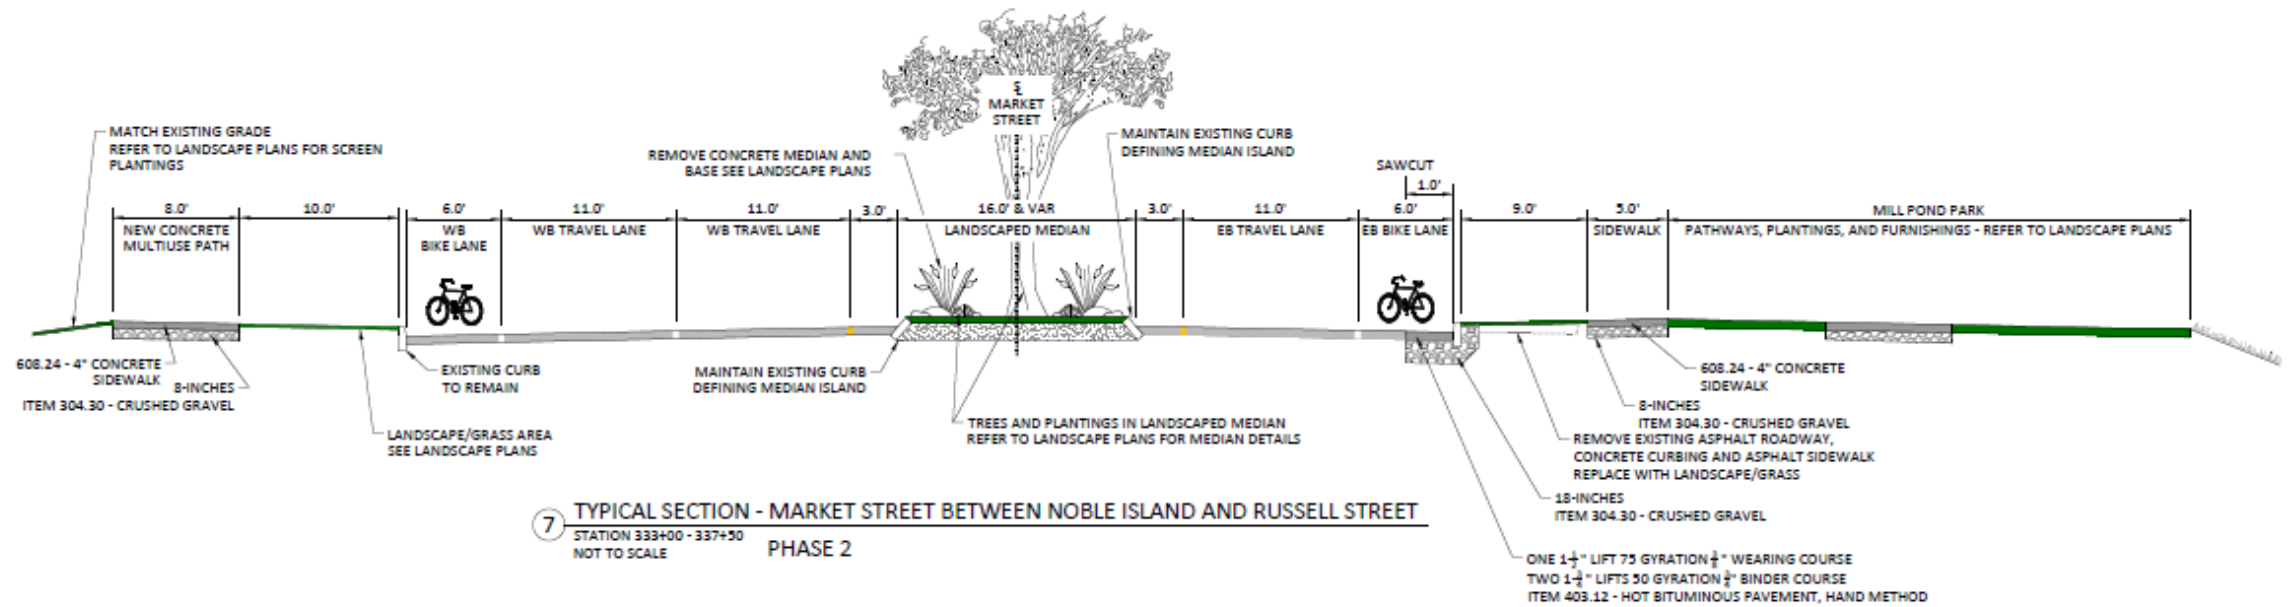 ℄
MARKET
STREET
MATCH EXISTING GRADE
REFER TO LANDSCAPE PLANS FOR SCREEN
PLANTINGS
REMOVE CONCRETE MEDIAN AND
BASE SEE LANDSCAPE PLANS
MAINTAIN EXISTING CURB
DEFINING MEDIAN ISLAND
SAWCUT
1.0'
8.0'
10.0'
6.0'
11.0'
11.0'
3.0'
16.0' & VAR
3.0'
11.0'
6.0'
9.0'
5.0'
MILL POND PARK
NEW CONCRETE
MULTIUSE PATH
WB
BIKE LANE
WB TRAVEL LANE
WB TRAVEL LANE
LANDSCAPED MEDIAN
EB TRAVEL LANE
EB BIKE LANE
SIDEWALK
PATHWAYS, PLANTINGS, AND FURNISHINGS - REFER TO LANDSCAPE PLANS
608.24 - 4" CONCRETE
SIDEWALK
8-INCHES
ITEM 304.30 - CRUSHED GRAVEL
EXISTING CURB
TO REMAIN
LANDSCAPE/GRASS AREA
SEE LANDSCAPE PLANS
MAINTAIN EXISTING CURB
DEFINING MEDIAN ISLAND
TREES AND PLANTINGS IN LANDSCAPED MEDIAN
REFER TO LANDSCAPE PLANS FOR MEDIAN DETAILS
608.24 - 4" CONCRETE
SIDEWALK
8-INCHES
ITEM 304.30 - CRUSHED GRAVEL
REMOVE EXISTING ASPHALT ROADWAY,
CONCRETE CURBING AND ASPHALT SIDEWALK
REPLACE WITH LANDSCAPE/GRASS
18-INCHES
ITEM 304.30 - CRUSHED GRAVEL
ONE 1½" LIFT 75 GYRATION WEARING COURSE
TWO LIFTS 50 GYRATION BINDER COURSE
ITEM 403.12 - HOT BITUMINOUS PAVEMENT, HAND METHOD
7
TYPICAL SECTION - MARKET STREET BETWEEN NOBLE ISLAND AND RUSSELL STREET
STATION 333+00 - 337+50
NOT TO SCALE
PHASE 2